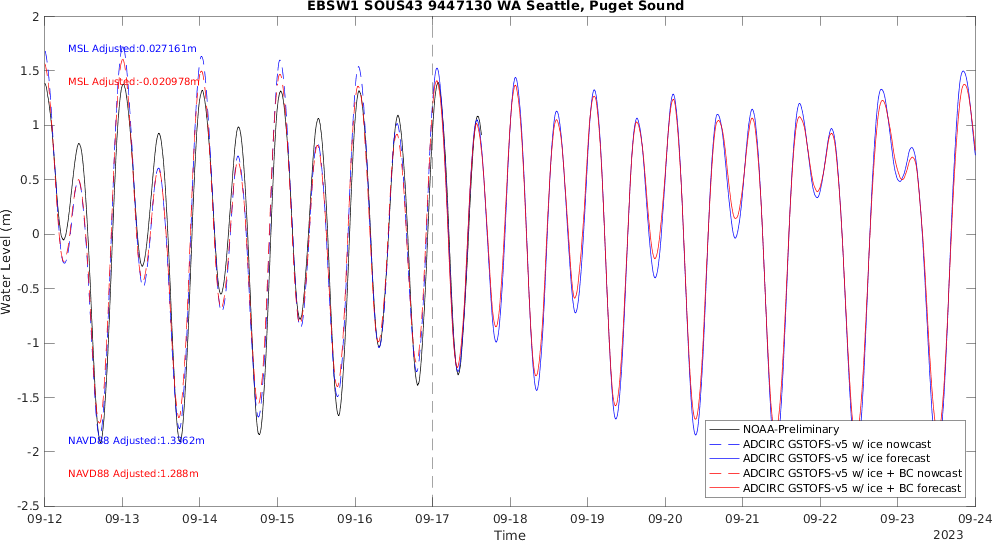 EBSW1 SOUS43 9447130 WA Seattle, Puget Sound
2
1.5
1
0.5
0
-0.5
-1
-1.5
-2
-2.5
Water Level (m)
MSL Adjusted:0.027161m
MSL Adjusted:-0.020978m
NAVD88 Adjusted:1.3362m
NAVD88 Adjusted:1.288m
NOAA-Preliminary
ADCIRC GSTOFS-v5 w/ ice nowcast
ADCIRC GSTOFS-v5 w/ ice forecast
ADCIRC GSTOFS-v5 w/ ice + BC nowcast
ADCIRC GSTOFS-v5 w/ ice + BC forecast
09-12 09-13 09-14 09-15 09-16 09-17 09-18 09-19 09-20 09-21 09-22 09-23 09-24
Time
2023